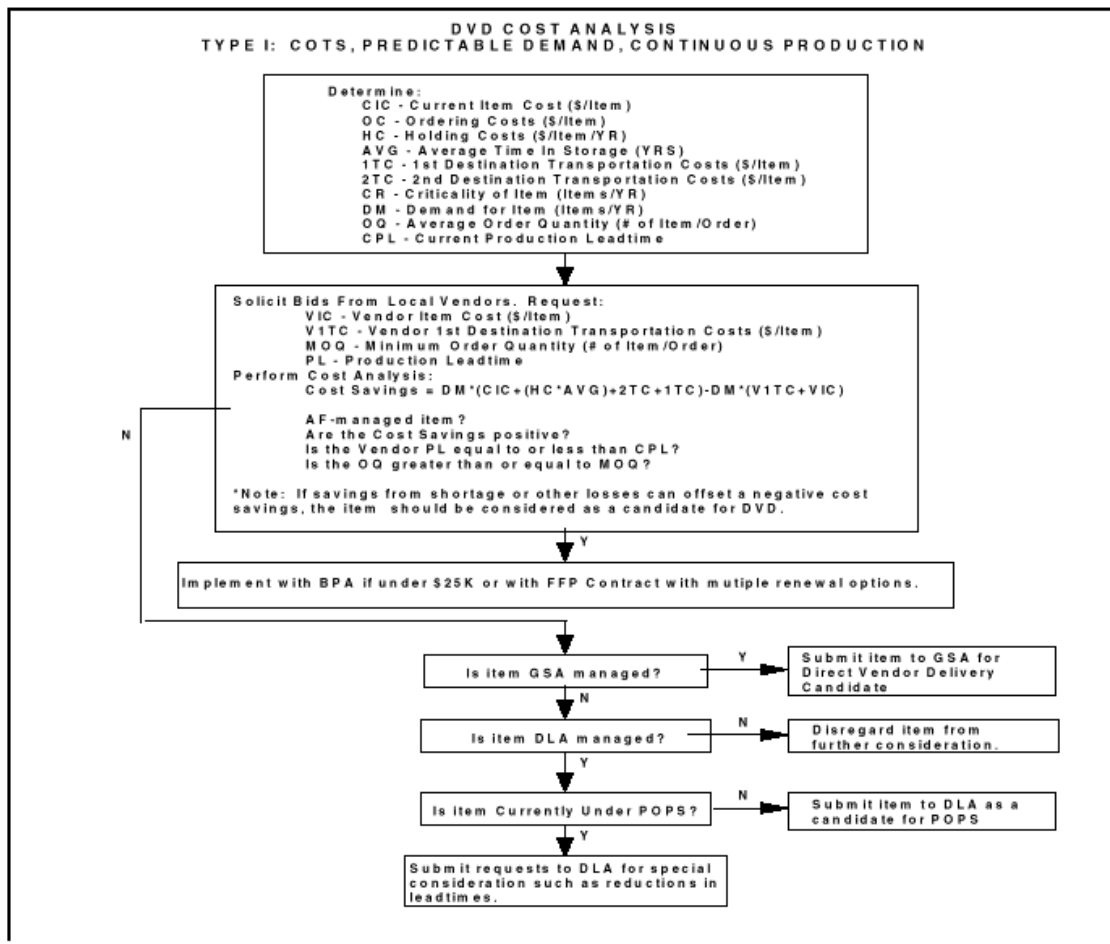 DVD COST ANALYSIS
TYPE I: COTS, PREDICTABLE DEMAND, CONTINUOUS PRODUCTION
Determine:
CIC - Current Item Cost ($/Item)
OC - Ordering Costs ($/Item)
HC - Holding Costs ($/Item/YR)
AVG - Average Time In Storage (YRS)
1TC - 1st Destination Transportation Costs ($/Item)
2TC - 2nd Destination Transportation Costs ($/Item)
CR - Criticality of Item (Items/YR)
DM - Demand for Item (Items/YR)
OQ - Average Order Quantity (# of Item/Order)
CPL - Current Production Leadtime
Solicit Bids From Local Vendors. Request:
VIC - Vendor Item Cost ($/Item)
V1TC - Vendor 1st Destination Transportation Costs ($/Item)
MOQ - Minimum Order Quantity (# of Item/Order)
PL - Production Leadtime
Perform Cost Analysis:
Cost Savings = DM*(CIC+(HC*AVG)+2TC+1TC)-DM*(V1TC+VIC)
AF-managed item?
N
Are the Cost Savings positive?
Is the Vendor PL equal to or less than CPL?
Is the OQ greater than or equal to MOQ?
*Note: If savings from shortage or other losses can offset a negative cost
savings, the item should be considered as a candidate for DVD.
Y
Implement with BPA if under $25K or with FFP Contract with mutiple renewal options.
Is item GSA managed?
Y
Submit item to GSA for
Direct Vendor Delivery
Candidate
N
Is item DLA managed?
N
Disregard item from
further consideration.
Y
Is item Currently Under POPS?
N
Submit item to DLA as a
candidate for POPS
Y
Submit requests to DLA for special
consideration such as reductions in
leadtimes.